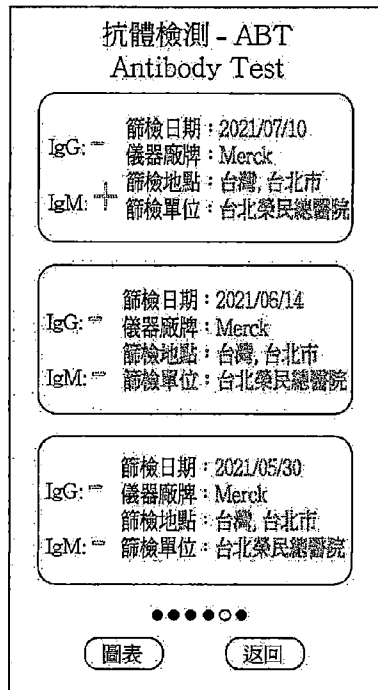 抗體檢測 - ABT
Antibody Test
IgG: -
IgM: +
篩檢日期：2021/07/10
儀器廠牌：Merck
篩檢地點：台灣, 台北市
篩檢單位：台北榮民總醫院
IgG: -
IgM: -
篩檢日期：2021/06/14
儀器廠牌：Merck
篩檢地點：台灣, 台北市
篩檢單位：台北榮民總醫院
IgG: -
IgM: -
篩檢日期：2021/05/30
儀器廠牌：Merck
篩檢地點：台灣, 台北市
篩檢單位：台北榮民總醫院
圖表
返回